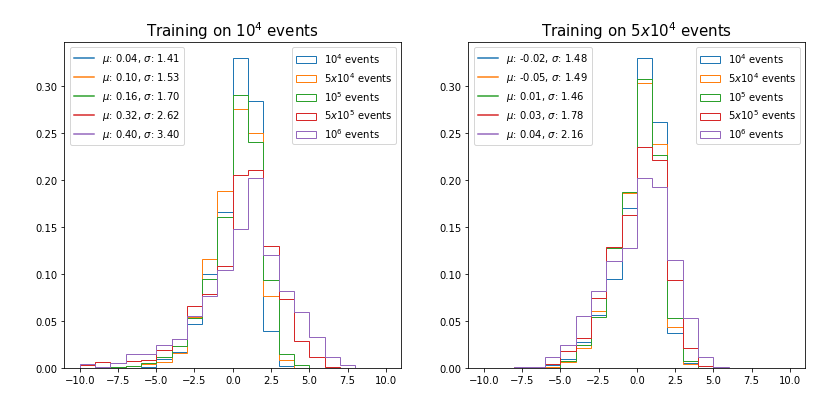 Training on 10⁴ events
μ: 0.04, σ: 1.41
μ: 0.10, σ: 1.53
μ: 0.16, σ: 1.70
μ: 0.32, σ: 2.62
μ: 0.40, σ: 3.40
10⁴ events
5x10⁴ events
10⁵ events
5x10⁵ events
10⁶ events
0.30
0.25
0.20
0.15
0.10
0.05
0.00
−10.0 −7.5 −5.0 −2.5 0.0 2.5 5.0 7.5 10.0
Training on 5x10⁴ events
μ: -0.02, σ: 1.48
μ: -0.05, σ: 1.49
μ: 0.01, σ: 1.46
μ: 0.03, σ: 1.78
μ: 0.04, σ: 2.16
10⁴ events
5x10⁴ events
10⁵ events
5x10⁵ events
10⁶ events
0.30
0.25
0.20
0.15
0.10
0.05
0.00
−10.0 −7.5 −5.0 −2.5 0.0 2.5 5.0 7.5 10.0